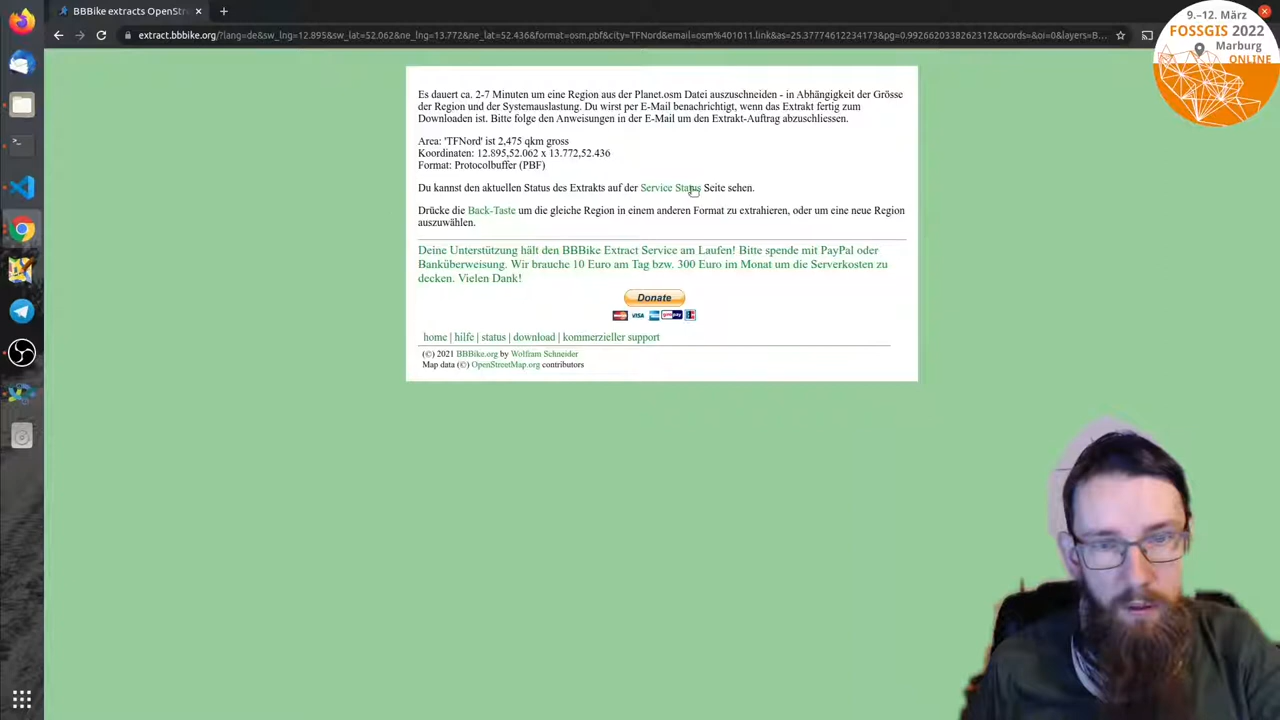 BBBike extracts OpenStr
9.–12. März
FOSSGIS 2022
Marburg
ONLINE
extract.bbbike.org/?lang=de&sw_lng=12.895&sw_lat=52.062&ne_lng=13.772&ne_lat=52.436&format=osm.pbf&city=TFNord&email=osm%401011.link&as=25.37774612234173&pg=0.9926620338262312&coords=&oi=0&layers=B...
Es dauert ca. 2-7 Minuten um eine Region aus der Planet.osm Datei auszuschneiden - in Abhängigkeit der Grösse
der Region und der Systemauslastung. Du wirst per E-Mail benachrichtigt, wenn das Extrakt fertig zum
Downloaden ist. Bitte folge den Anweisungen in der E-Mail um den Extrakt-Auftrag abzuschliessen.
Area: 'TFNord' ist 2,475 qkm gross
Koordinaten: 12.895,52.062 x 13.772,52.436
Format: Protocolbuffer (PBF)
Du kannst den aktuellen Status des Extrakts auf der Service Status Seite sehen.
Drücke die Back-Taste um die gleiche Region in einem anderen Format zu extrahieren, oder um eine neue Region
auszuwählen.
Deine Unterstützung hält den BBBike Extract Service am Laufen! Bitte spende mit PayPal oder
Banküberweisung. Wir brauche 10 Euro am Tag bzw. 300 Euro im Monat um die Serverkosten zu
decken. Vielen Dank!
Donate
VISA
home | hilfe | status | download | kommerzieller support
(©) 2021 BBBike.org by Wolfram Schneider
Map data (©) OpenStreetMap.org contributors